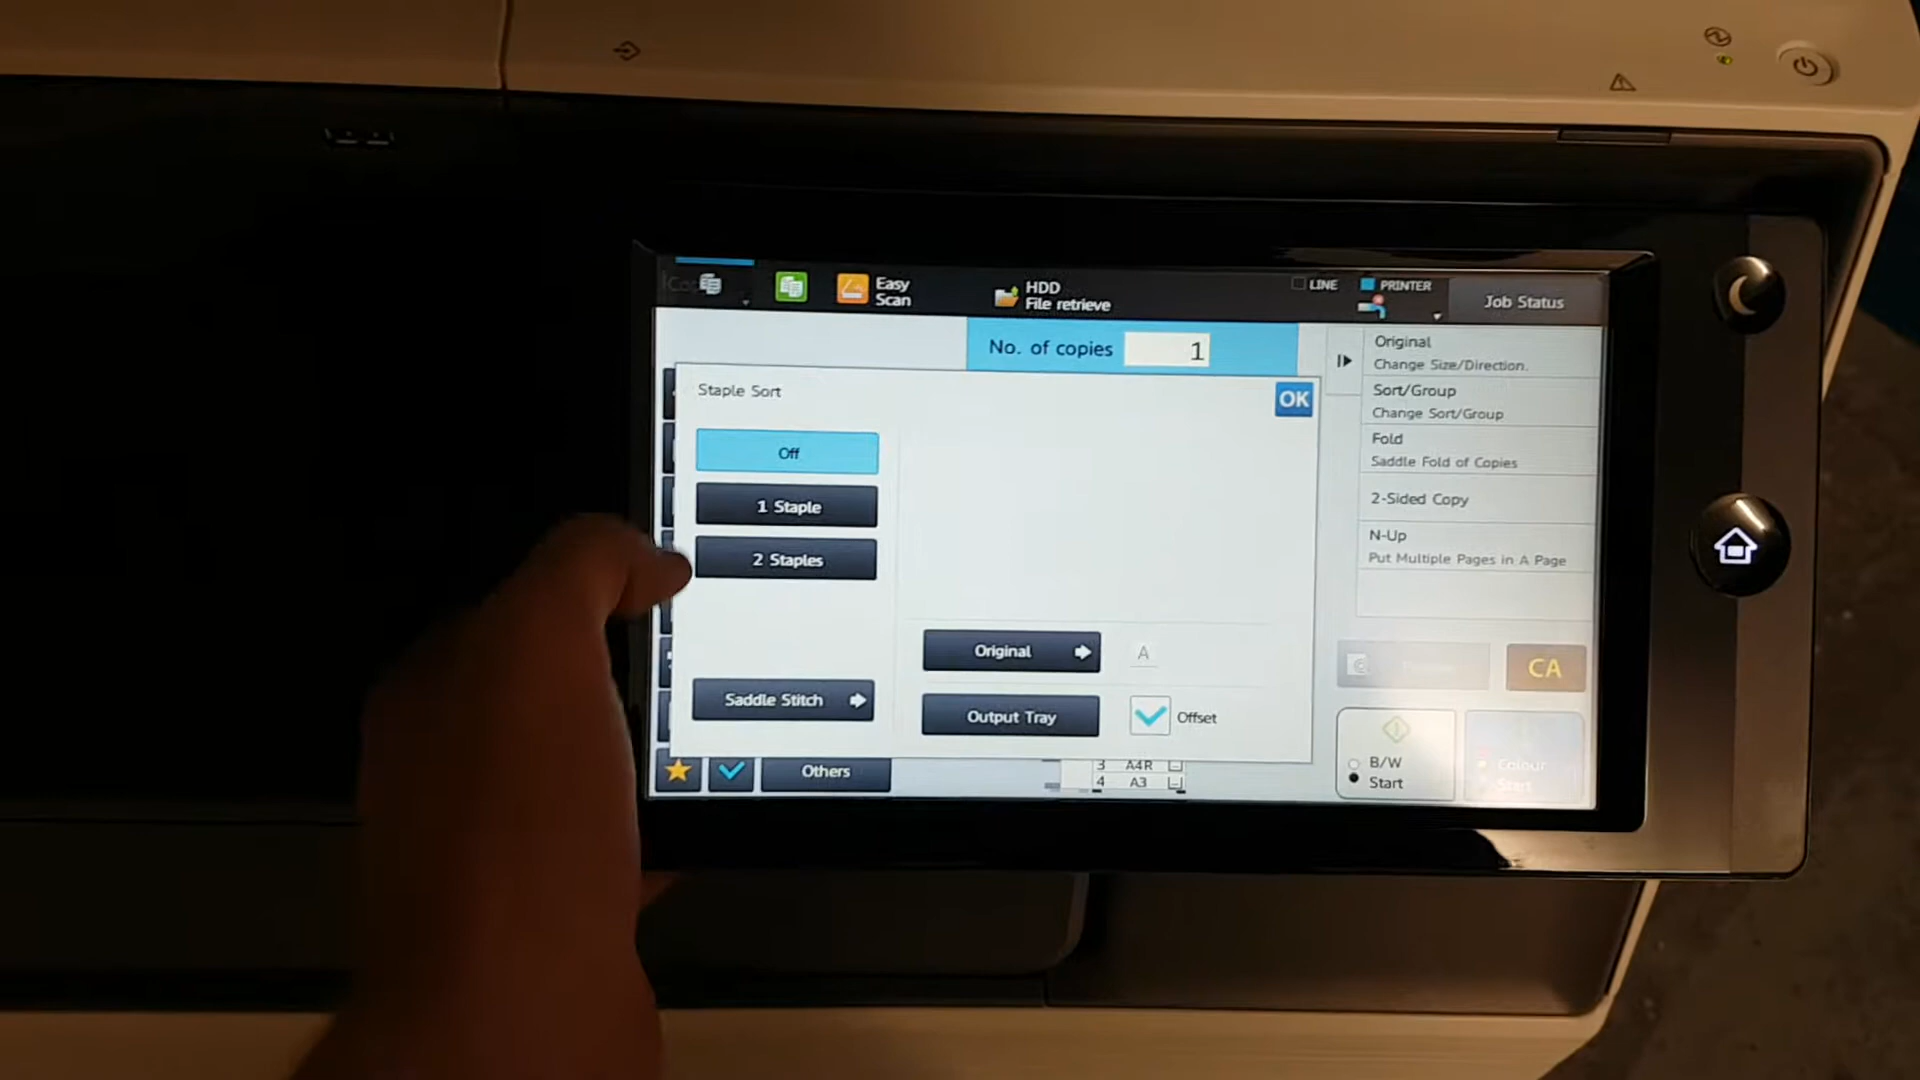 Easy
Scan
HDD
File retrieve
LINE
PRINTER
Job Status
No. of copies 1
Staple Sort
OK
Off
1 Staple
2 Staples
Saddle Stitch
Original
A
Output Tray
Offset
Others
3 A4R
4 A3
Original
Change Size/Direction.
Sort/Group
Change Sort/Group
Fold
Saddle Fold of Copies
2-Sided Copy
N-Up
Put Multiple Pages in A Page
CA
B/W
Start
Colour
Start